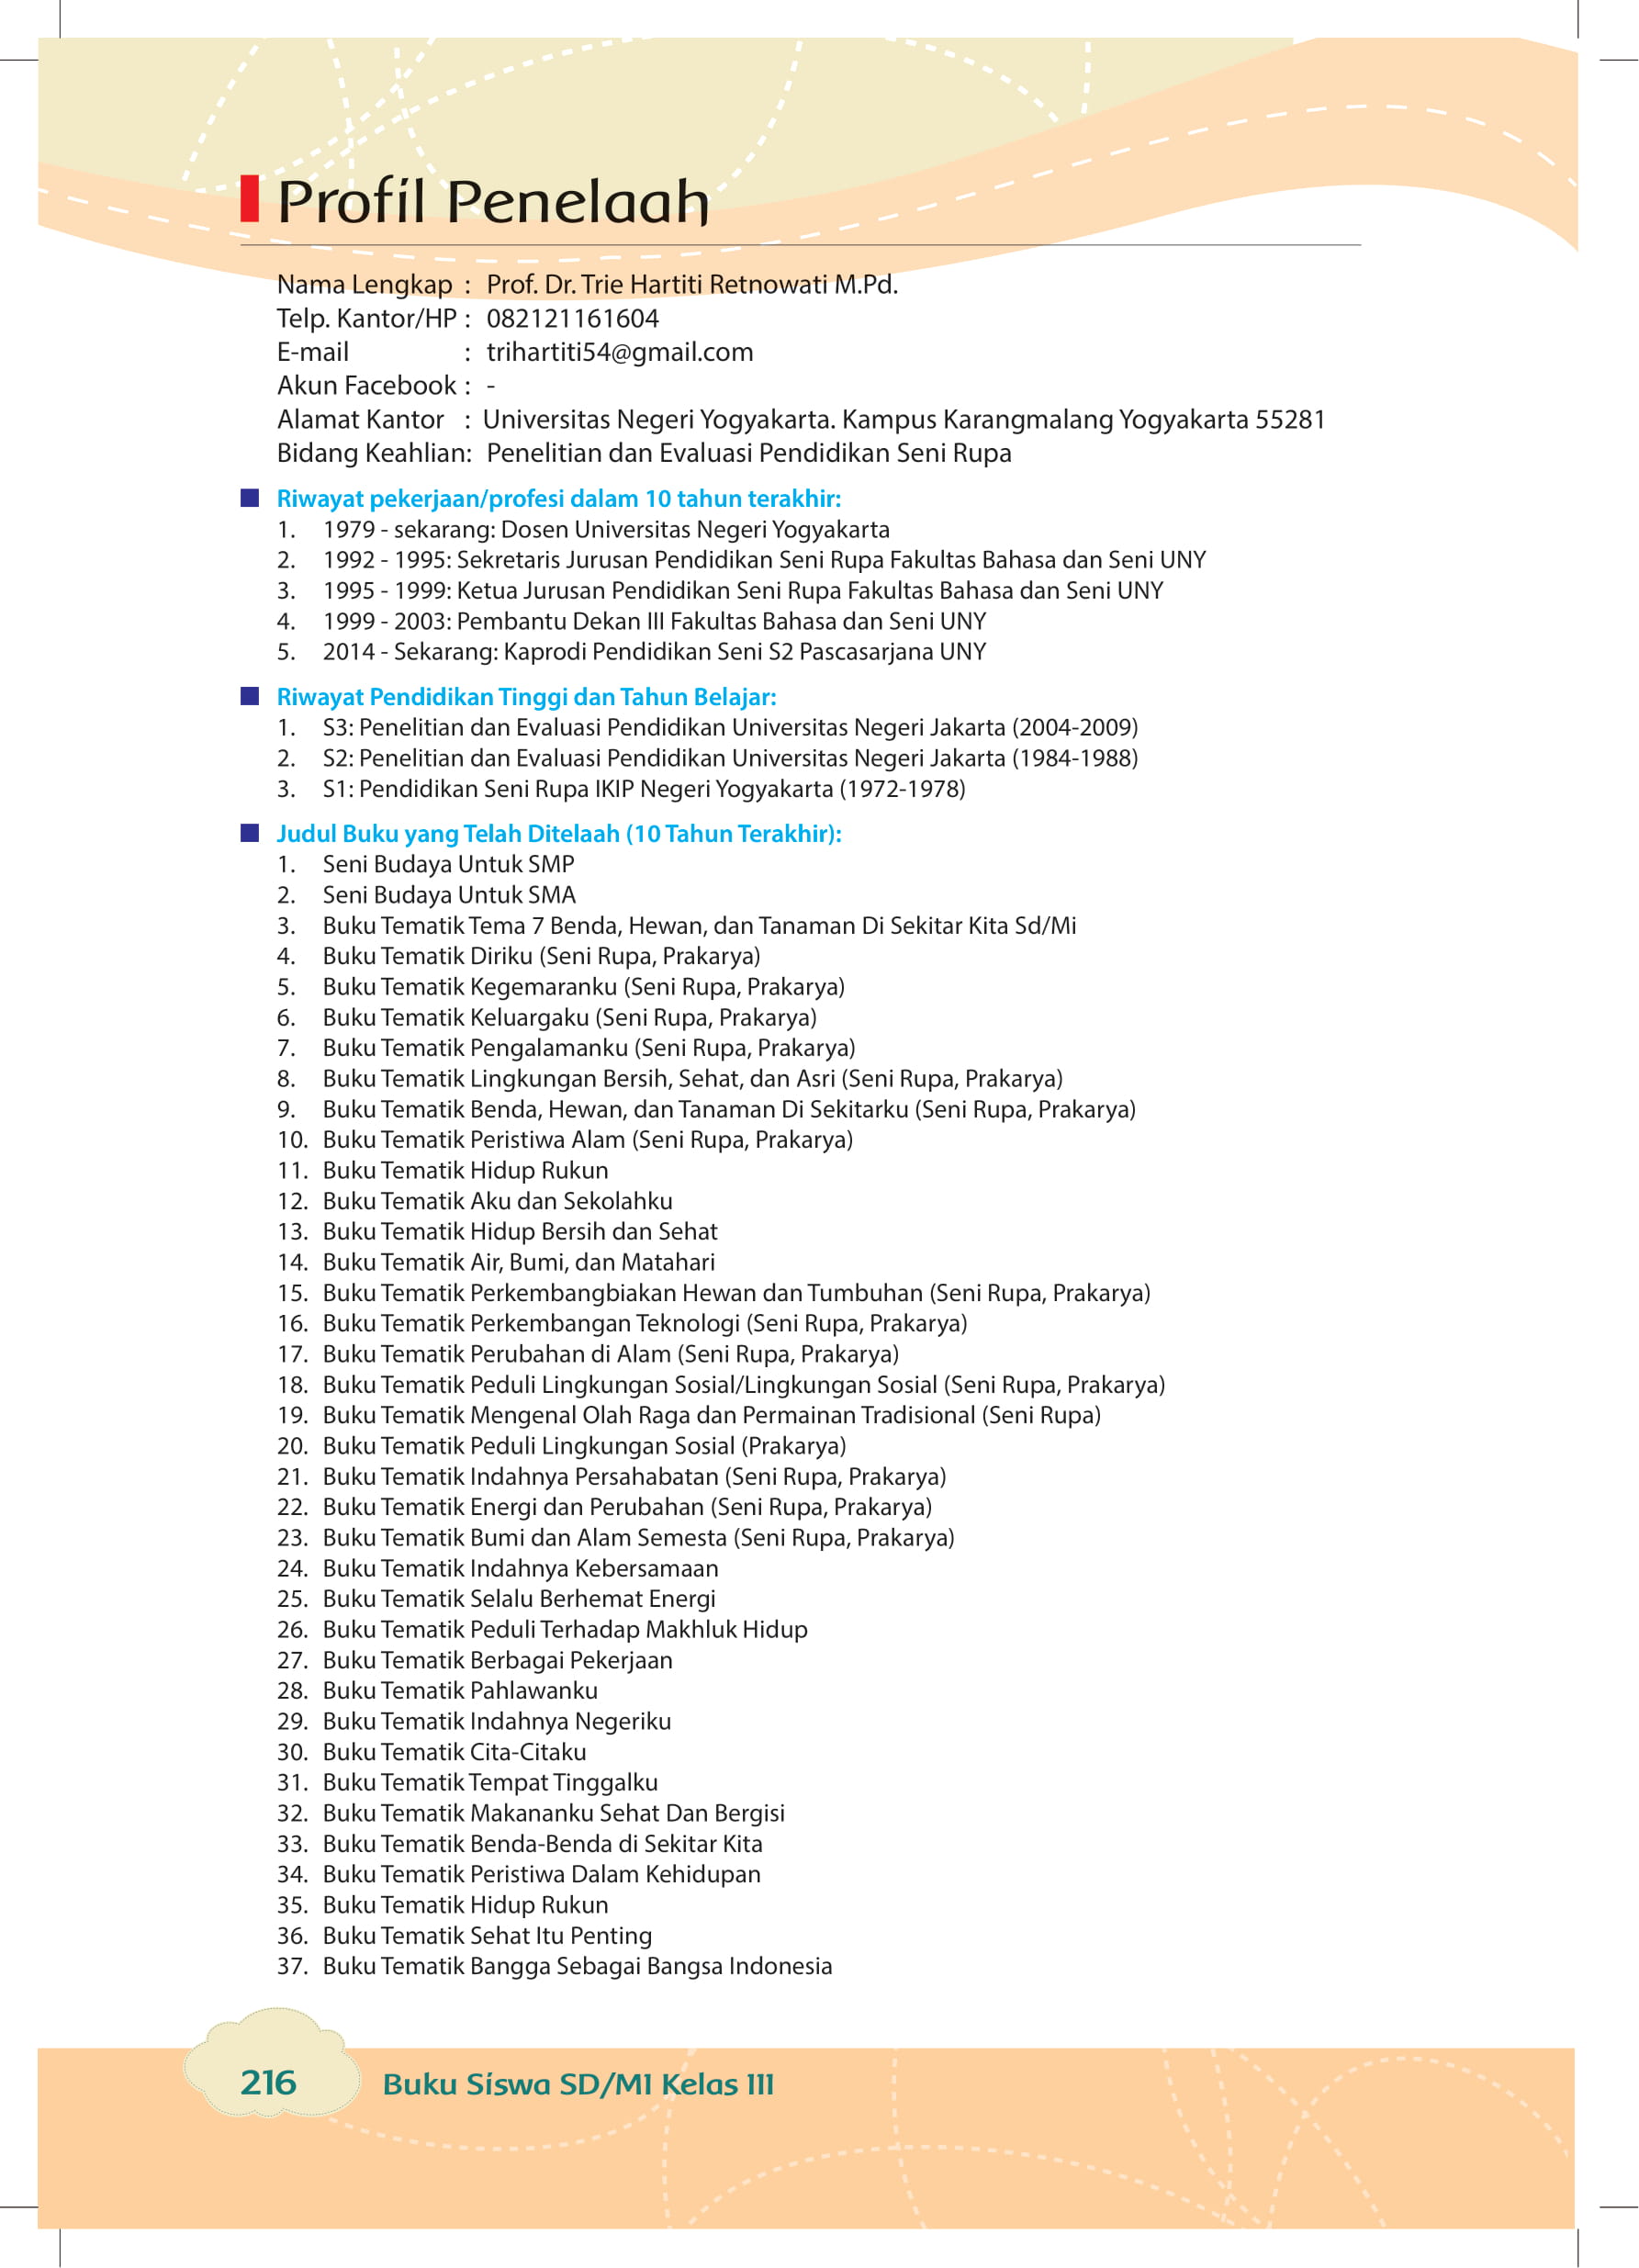 Profil Penelaah
Nama Lengkap : Prof. Dr. Trie Hartiti Retnowati M.Pd.
Telp. Kantor/HP : 082121161604
E-mail : trihartiti54@gmail.com
Akun Facebook : -
Alamat Kantor : Universitas Negeri Yogyakarta. Kampus Karangmalang Yogyakarta 55281
Bidang Keahlian: Penelitian dan Evaluasi Pendidikan Seni Rupa
Riwayat pekerjaan/profesi dalam 10 tahun terakhir:
1. 1979 - sekarang: Dosen Universitas Negeri Yogyakarta
2. 1992 - 1995: Sekretaris Jurusan Pendidikan Seni Rupa Fakultas Bahasa dan Seni UNY
3. 1995 - 1999: Ketua Jurusan Pendidikan Seni Rupa Fakultas Bahasa dan Seni UNY
4. 1999 - 2003: Pembantu Dekan III Fakultas Bahasa dan Seni UNY
5. 2014 - Sekarang: Kaprodi Pendidikan Seni S2 Pascasarjana UNY
Riwayat Pendidikan Tinggi dan Tahun Belajar:
1. S3: Penelitian dan Evaluasi Pendidikan Universitas Negeri Jakarta (2004-2009)
2. S2: Penelitian dan Evaluasi Pendidikan Universitas Negeri Jakarta (1984-1988)
3. S1: Pendidikan Seni Rupa IKIP Negeri Yogyakarta (1972-1978)
Judul Buku yang Telah Ditelaah (10 Tahun Terakhir):
1. Seni Budaya Untuk SMP
2. Seni Budaya Untuk SMA
3. Buku Tematik Tema 7 Benda, Hewan, dan Tanaman Di Sekitar Kita Sd/Mi
4. Buku Tematik Diriku (Seni Rupa, Prakarya)
5. Buku Tematik Kegemaranku (Seni Rupa, Prakarya)
6. Buku Tematik Keluargaku (Seni Rupa, Prakarya)
7. Buku Tematik Pengalamanku (Seni Rupa, Prakarya)
8. Buku Tematik Lingkungan Bersih, Sehat, dan Asri (Seni Rupa, Prakarya)
9. Buku Tematik Benda, Hewan, dan Tanaman Di Sekitarku (Seni Rupa, Prakarya)
10. Buku Tematik Peristiwa Alam (Seni Rupa, Prakarya)
11. Buku Tematik Hidup Rukun
12. Buku Tematik Aku dan Sekolahku
13. Buku Tematik Hidup Bersih dan Sehat
14. Buku Tematik Air, Bumi, dan Matahari
15. Buku Tematik Perkembangbiakan Hewan dan Tumbuhan (Seni Rupa, Prakarya)
16. Buku Tematik Perkembangan Teknologi (Seni Rupa, Prakarya)
17. Buku Tematik Perubahan di Alam (Seni Rupa, Prakarya)
18. Buku Tematik Peduli Lingkungan Sosial/Lingkungan Sosial (Seni Rupa, Prakarya)
19. Buku Tematik Mengenal Olah Raga dan Permainan Tradisional (Seni Rupa)
20. Buku Tematik Peduli Lingkungan Sosial (Prakarya)
21. Buku Tematik Indahnya Persahabatan (Seni Rupa, Prakarya)
22. Buku Tematik Energi dan Perubahan (Seni Rupa, Prakarya)
23. Buku Tematik Bumi dan Alam Semesta (Seni Rupa, Prakarya)
24. Buku Tematik Indahnya Kebersamaan
25. Buku Tematik Selalu Berhemat Energi
26. Buku Tematik Peduli Terhadap Makhluk Hidup
27. Buku Tematik Berbagai Pekerjaan
28. Buku Tematik Pahlawanku
29. Buku Tematik Indahnya Negeriku
30. Buku Tematik Cita-Citaku
31. Buku Tematik Tempat Tinggalku
32. Buku Tematik Makananku Sehat Dan Bergisi
33. Buku Tematik Benda-Benda di Sekitar Kita
34. Buku Tematik Peristiwa Dalam Kehidupan
35. Buku Tematik Hidup Rukun
36. Buku Tematik Sehat Itu Penting
37. Buku Tematik Bangga Sebagai Bangsa Indonesia
216 Buku Siswa SD/MI Kelas III